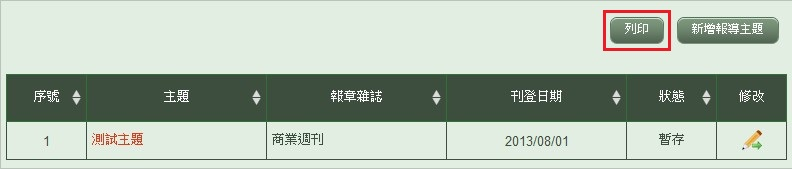 列印 新增報導主題
序號 主題 報章雜誌 刊登日期 狀態 修改
1 測試主題 商業週刊 2013/08/01 暫存